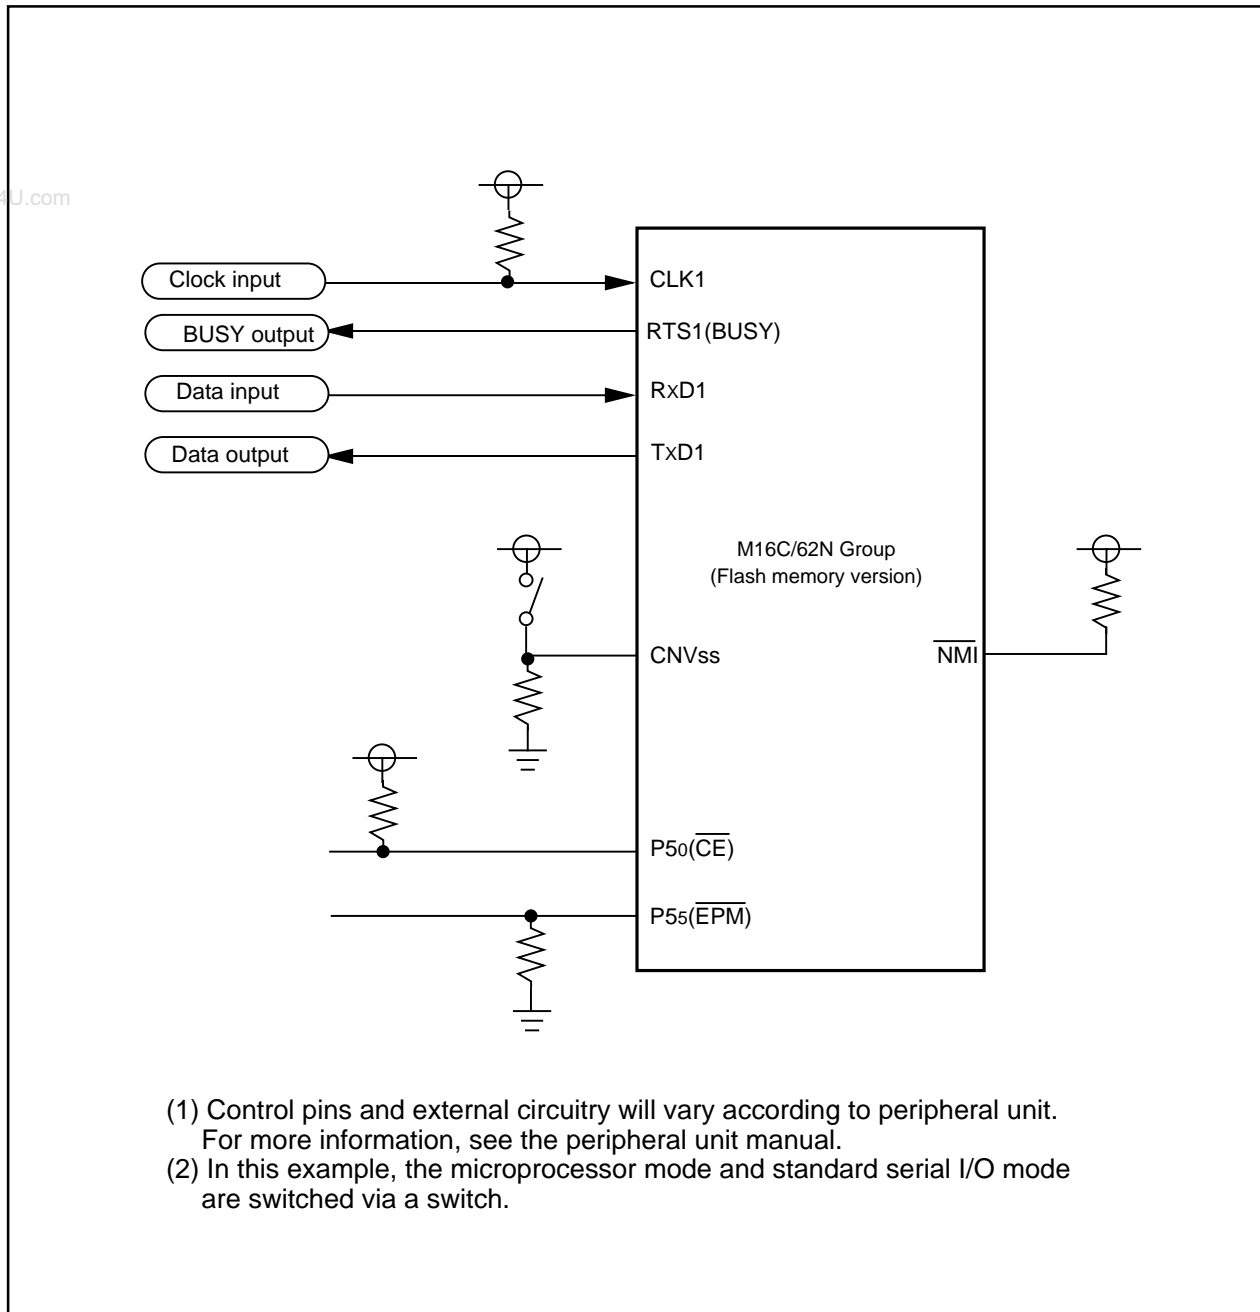 4U.com
Clock input
CLK1
BUSY output
RTS1(BUSY)
Data input
RxD1
Data output
TxD1
M16C/62N Group
(Flash memory version)
CNVss
NMI
P50(CE)
P55(EPM)
(1) Control pins and external circuitry will vary according to peripheral unit.
For more information, see the peripheral unit manual.
(2) In this example, the microprocessor mode and standard serial I/O mode
are switched via a switch.